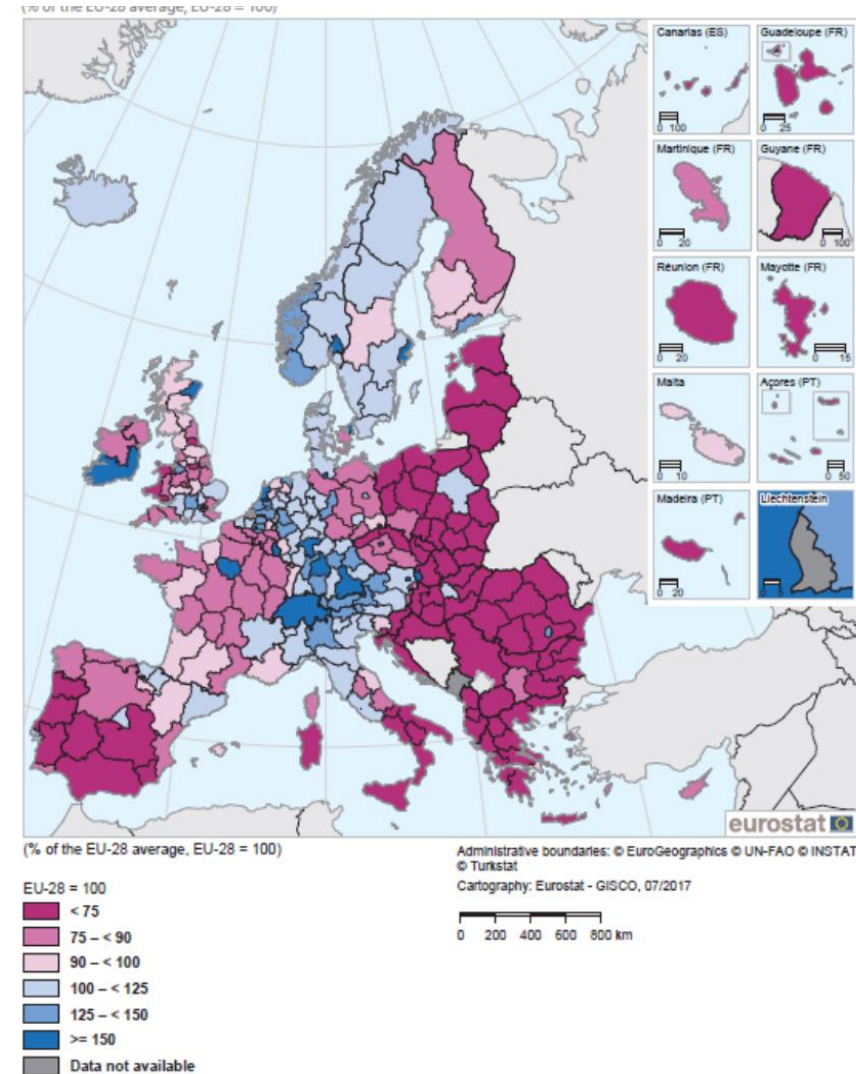 (% of the EU-28 average, EU-28 = 100)
Canarias (ES)
0 100
Guadeloupe (FR)
0 25
Martinique (FR)
0 20
Guyane (FR)
0 100
Réunion (FR)
0 20
Mayotte (FR)
0 15
Malta
0 10
Açores (PT)
0 50
Madeira (PT)
0 20
Liechtenstein
eurostat
(% of the EU-28 average, EU-28 = 100)
Administrative boundaries: © EuroGeographics © UN-FAO © INSTAT
© Turkstat
Cartography: Eurostat - GISCO, 07/2017
EU-28 = 100
< 75
75 – < 90
90 – < 100
100 – < 125
125 – < 150
>= 150
Data not available
0 200 400 600 800 km